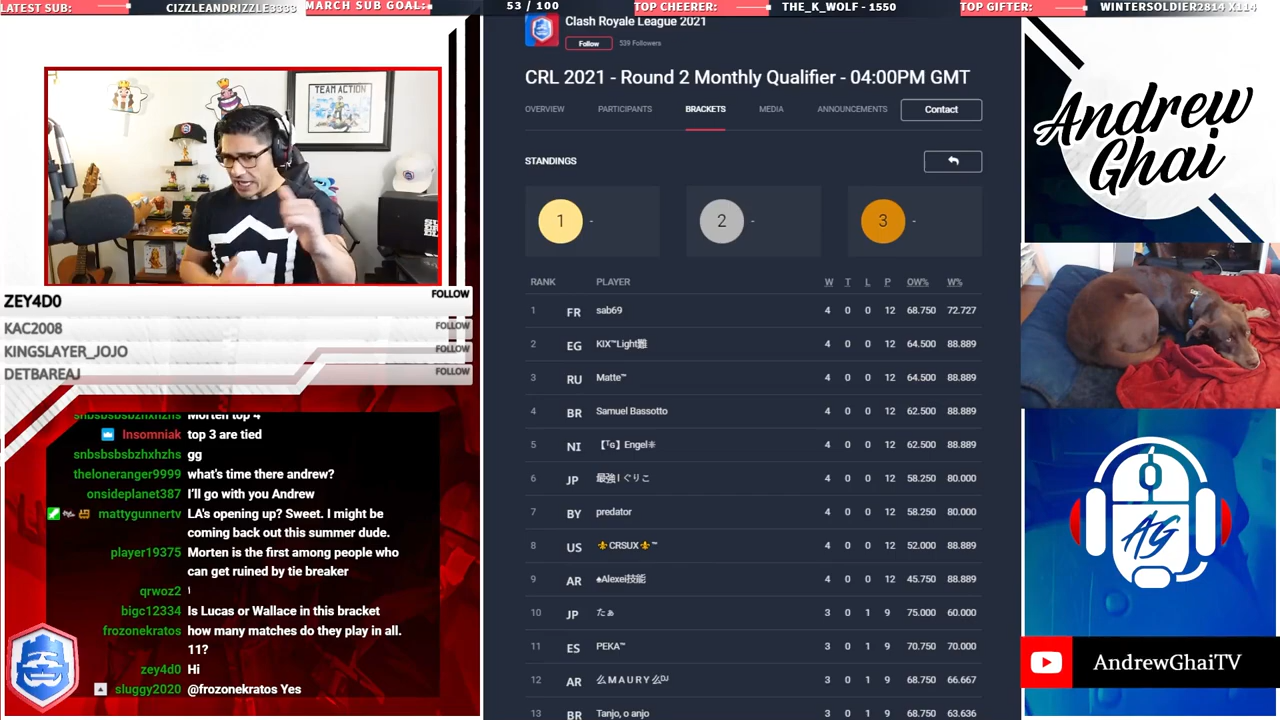 LATEST SUB:
CIZZLEANDRIZZLE3333
MARCH SUB GOAL:
53 / 100
TOP CHEERER:
THE_K_WOLF - 1550
TOP GIFTER:
WINTERSOLDIER2814 X114
TEAM ACTION
ZEY4D0 FOLLOW
KAC2008 FOLLOW
KINGSLAYER_JOJO FOLLOW
DETBAREAJ FOLLOW
snbsbsbsbzhxhzhs Morten top 4
Insomniak top 3 are tied
snbsbsbsbzhxhzhs gg
theloneranger9999 what's time there andrew?
onsideplanet387 I'll go with you Andrew
mattygunnertv LA's opening up? Sweet. I might be
coming back out this summer dude.
player19375 Morten is the first among people who
can get ruined by tie breaker
qrwoz2
bigc12334 Is Lucas or Wallace in this bracket
frozonekratos how many matches do they play in all.
11?
zey4d0 Hi
sluggy2020 @frozonekratos Yes
Clash Royale League 2021
Follow 539 Followers
CRL 2021 - Round 2 Monthly Qualifier - 04:00PM GMT
OVERVIEW PARTICIPANTS BRACKETS MEDIA ANNOUNCEMENTS Contact
STANDINGS
1 - 2 - 3 -
RANK PLAYER W T L P OW% W%
1 FR sab69 4 0 0 12 68.750 72.727
2 EG KIX™Light難 4 0 0 12 64.500 88.889
3 RU Matte™ 4 0 0 12 64.500 88.889
4 BR Samuel Bassotto 4 0 0 12 62.500 88.889
5 NI 【ᎿᎶ】Engel⁜ 4 0 0 12 62.500 88.889
6 JP 最強 l ぐりこ 4 0 0 12 58.250 80.000
7 BY predator 4 0 0 12 58.250 80.000
8 US ⚜CRSUX⚜™ 4 0 0 12 52.000 88.889
9 AR ♠Alexei技能 4 0 0 12 45.750 88.889
10 JP たぁ 3 0 1 9 75.000 60.000
11 ES PEKA™ 3 0 1 9 70.750 70.000
12 AR 么 M A U R Y 么ᴰᴶ 3 0 1 9 68.750 66.667
13 BR Tanjo, o anjo 3 0 1 9 68.750 63.636
Andrew
Ghai
AG
AndrewGhaiTV